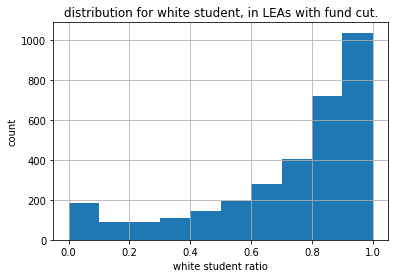 distribution for white student, in LEAs with fund cut.
1000
800
600
400
200
0
count
0.0 0.2 0.4 0.6 0.8 1.0
white student ratio